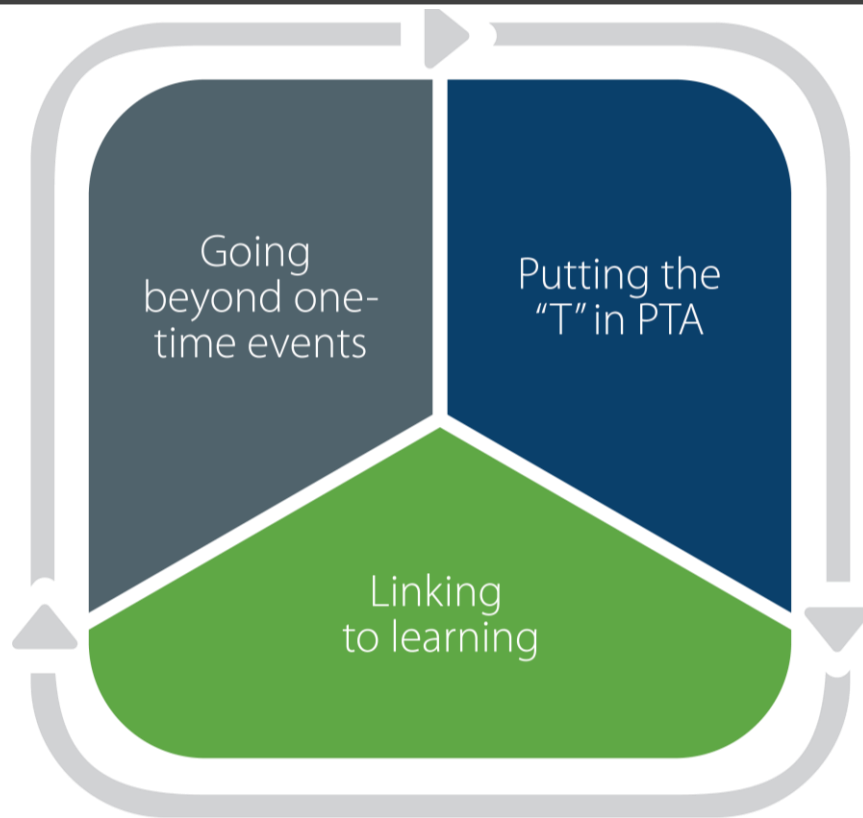 Going
beyond one-
time events
Putting the
“T” in PTA
Linking
to learning